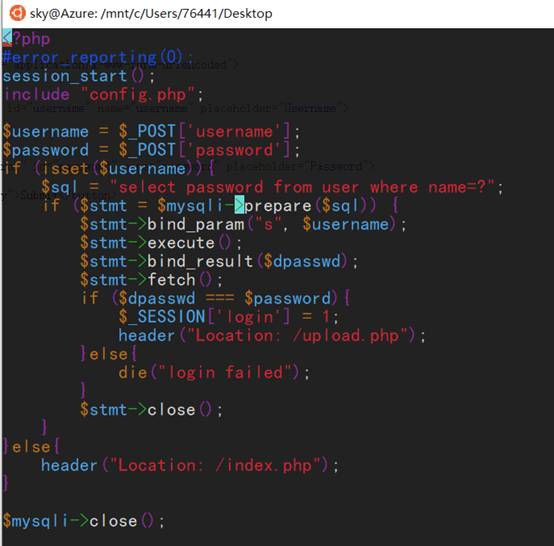 sky@Azure: /mnt/c/Users/76441/Desktop
<?php
#error_reporting(0);
session_start();
include "config.php";
$username = $_POST['username'];
$password = $_POST['password'];
if (isset($username)){
    $sql = "select password from user where name=?";
    if ($stmt = $mysqli->prepare($sql)) {
        $stmt->bind_param("s", $username);
        $stmt->execute();
        $stmt->bind_result($dpasswd);
        $stmt->fetch();
        if ($dpasswd === $password){
            $_SESSION['login'] = 1;
            header("Location: /upload.php");
        }else{
            die("login failed");
        }
        $stmt->close();
    }
}else{
    header("Location: /index.php");
}
$mysqli->close();